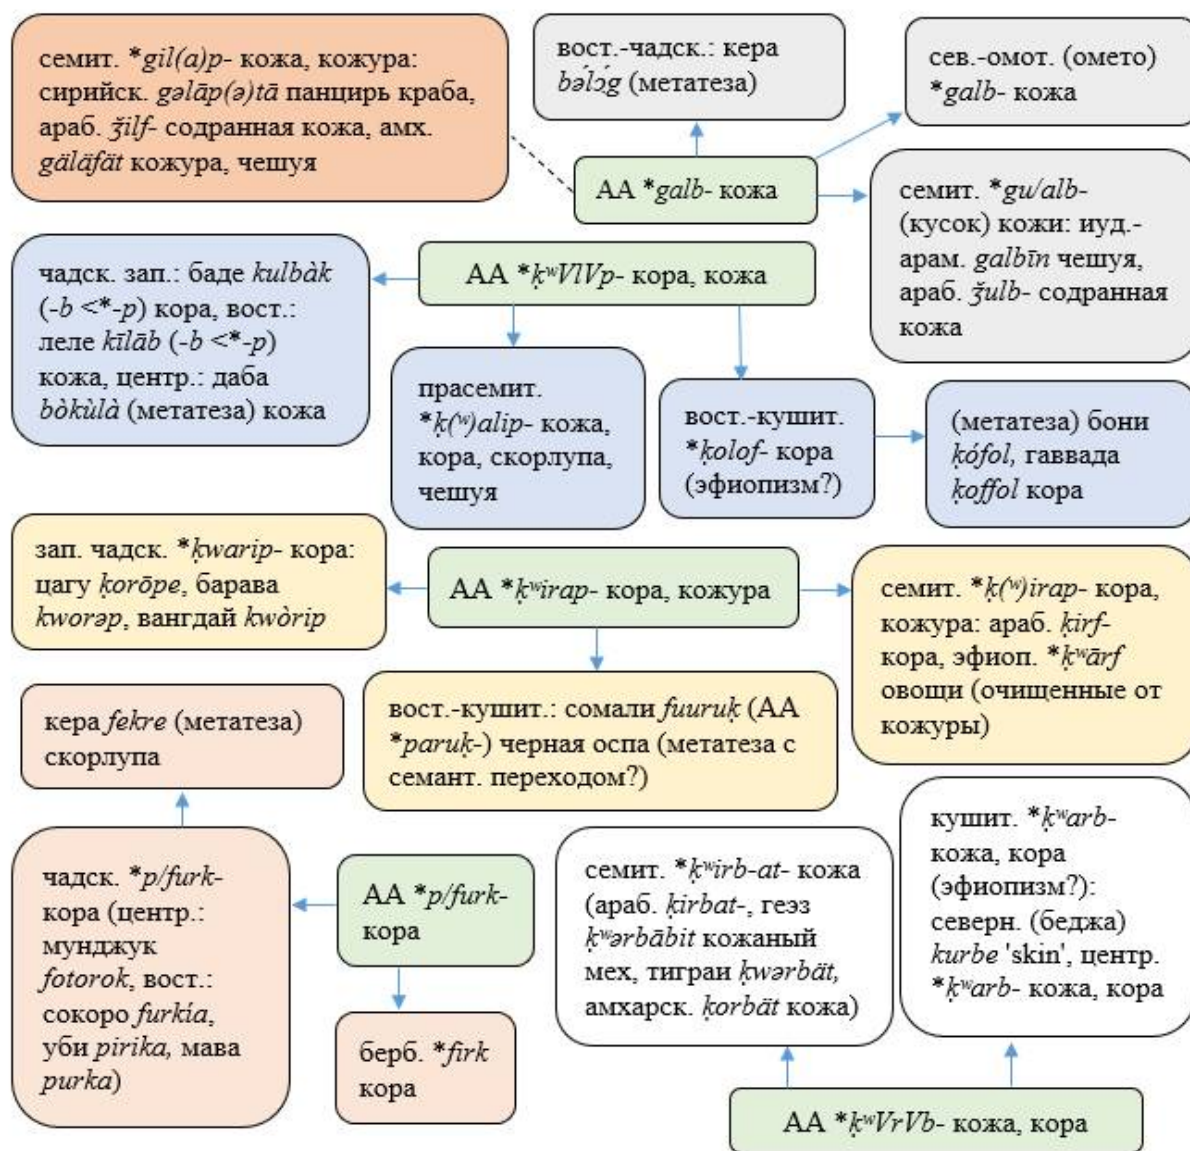 семит. *gil(a)p- кожа, кожура:
сирийск. gəlāp(ə)tā панцирь краба,
араб. ǯilf- содранная кожа, амх.
gäläfät кожура, чешуя
вост.-чадск.: кера
bə́lɔ́g (метатеза)
сев.-омот. (омето)
*galb- кожа
АА *galb- кожа
семит. *gu/alb-
(кусок) кожи: иуд.-
арам. galbīn чешуя,
араб. ǯulb- содранная
кожа
чадск. зап.: баде kulbàk
(-b <*-p) кора, вост.:
леле kīlāb (-b <*-p)
кожа, центр.: даба
bòkùlà (метатеза) кожа
АА *ḳʷVlVp- кора, кожа
прасемит.
*ḳ(ʷ)alip- кожа,
кора, скорлупа,
чешуя
вост.-кушит.
*ḳolof- кора
(эфиопизм?)
(метатеза) бони
ḳófol, гаввада
ḳoffol кора
зап. чадск. *ḳwarip- кора:
цагу ḳorōpe, барава
kworəp, вангдай kwòrip
АА *ḳʷirap- кора, кожура
семит. *ḳ(ʷ)irap- кора,
кожура: араб. ḳirf-
кора, эфиоп. *ḳʷārf
овощи (очищенные от
кожуры)
вост.-кушит.: сомали fuuruḳ (АА
*paruḳ-) черная оспа (метатеза с
семант. переходом?)
кера fekre (метатеза)
скорлупа
чадск. *p/furk-
кора (центр.:
мунджук
fotorok, вост.:
сокоро furkía,
уби pirika, мава
purka)
АА *p/furk-
кора
берб. *firk
кора
семит. *ḳʷirb-at- кожа
(араб. ḳirbat-, геэз
ḳʷərbābit кожаный
мех, тиграи ḳwərbät,
амхарск. ḳorbät кожа)
кушит. *ḳʷarb-
кожа, кора
(эфиопизм?):
северн. (беджа)
kurbe 'skin', центр.
*ḳʷarb- кожа, кора
АА *ḳʷVrVb- кожа, кора